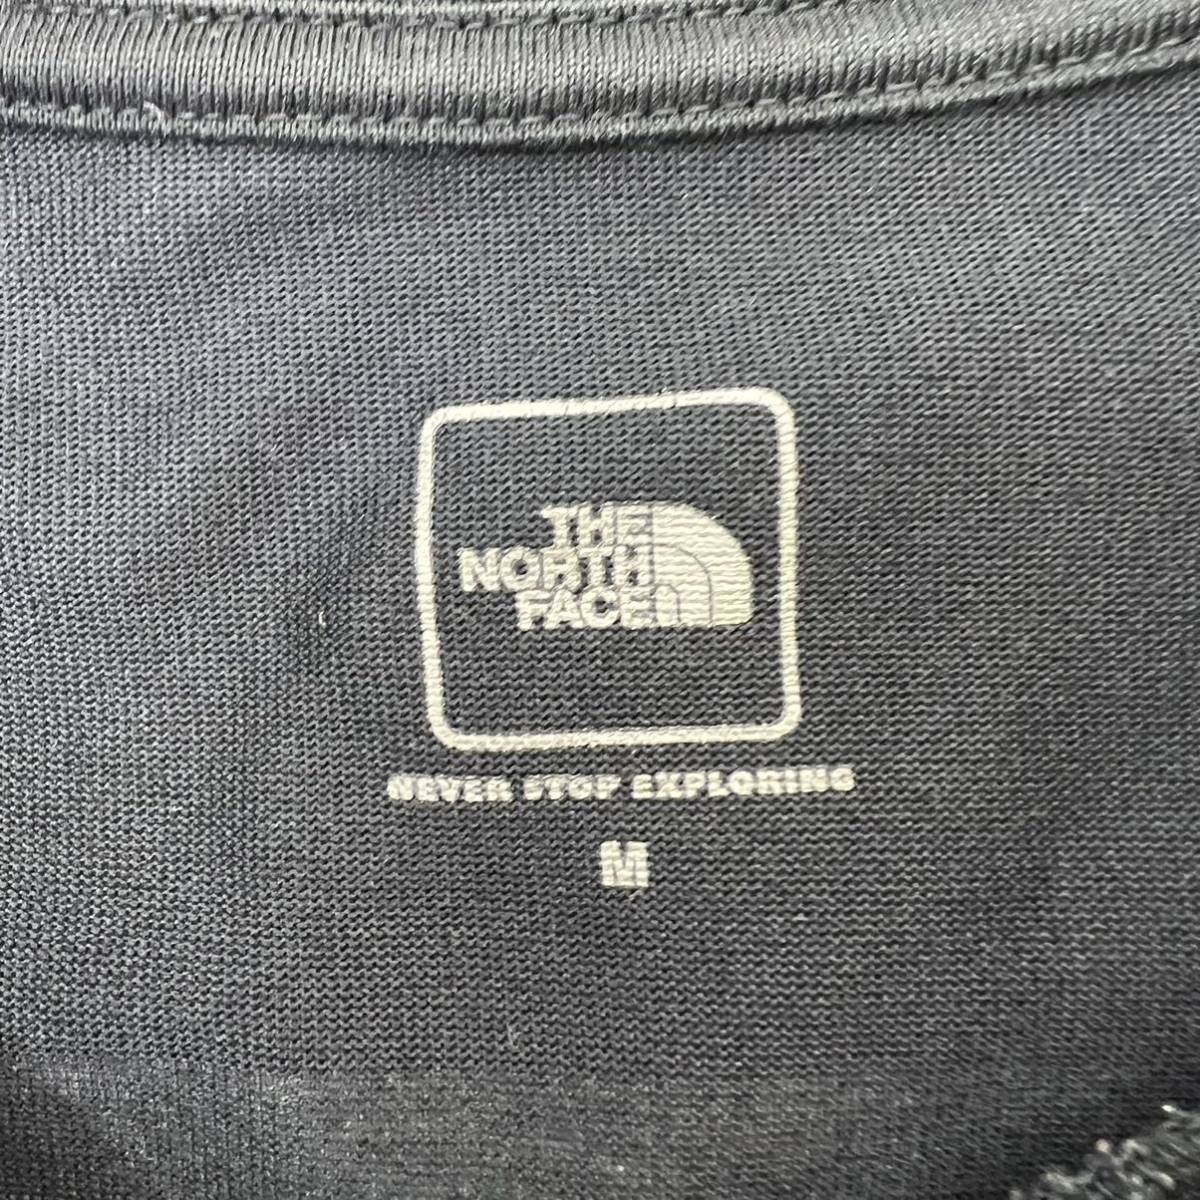 THE
NORTH
FACE
NEVER STOP EXPLORING
M